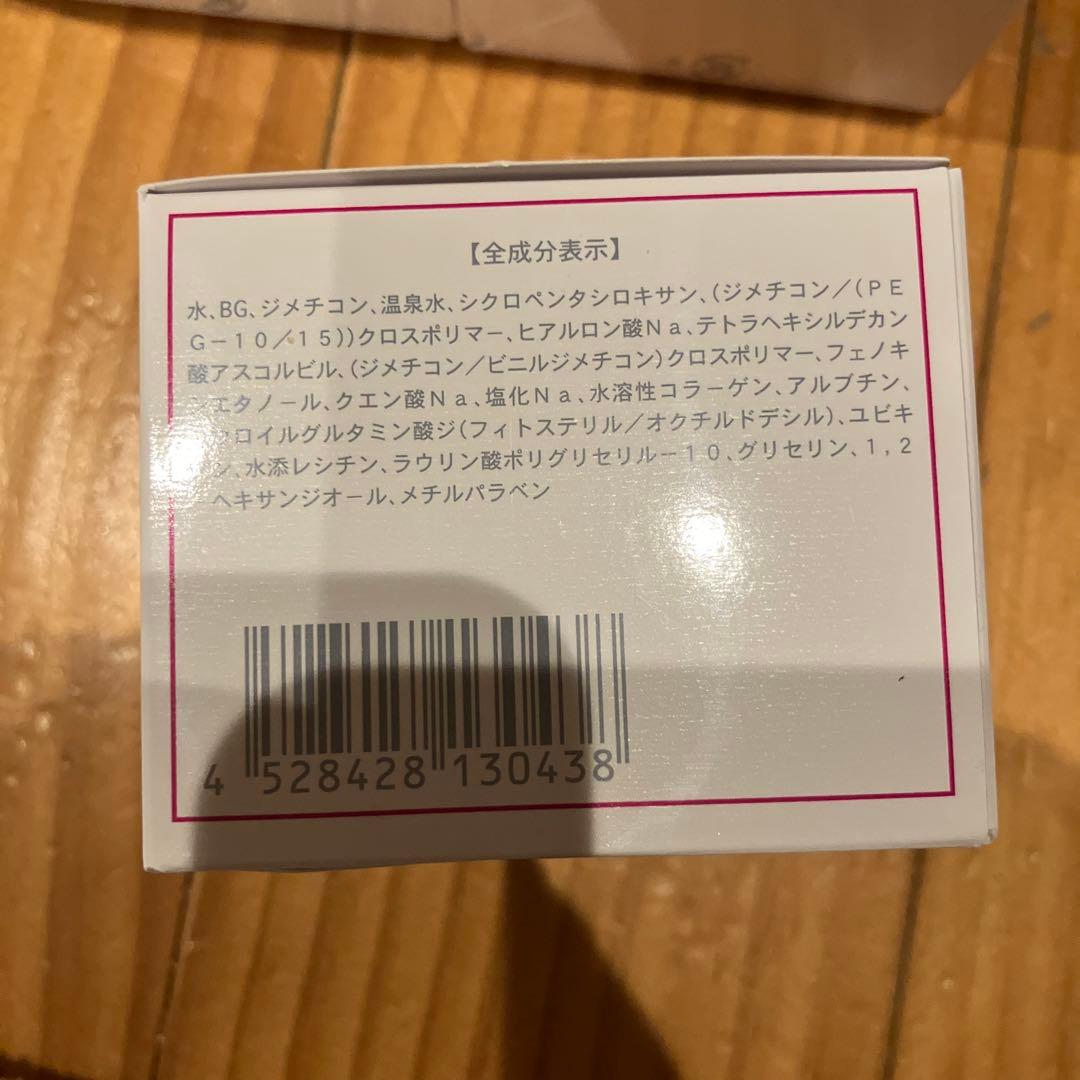 【全成分表示】
水、BG、ジメチコン、温泉水、シクロペンタシロキサン、(ジメチコン／(ＰＥ
Ｇ－１０／１５))クロスポリマー、ヒアルロン酸Ｎａ、テトラヘキシルデカン
酸アスコルビル、(ジメチコン／ビニルジメチコン)クロスポリマー、フェノキ
エタノール、クエン酸Ｎａ、塩化Ｎａ、水溶性コラーゲン、アルブチン、
ロイルグルタミン酸ジ(フィトステリル／オクチルドデシル)、ユビキ
ン、水添レシチン、ラウリン酸ポリグリセリル－１０、グリセリン、１,２
－ヘキサンジオール、メチルパラベン
4 528428 130438